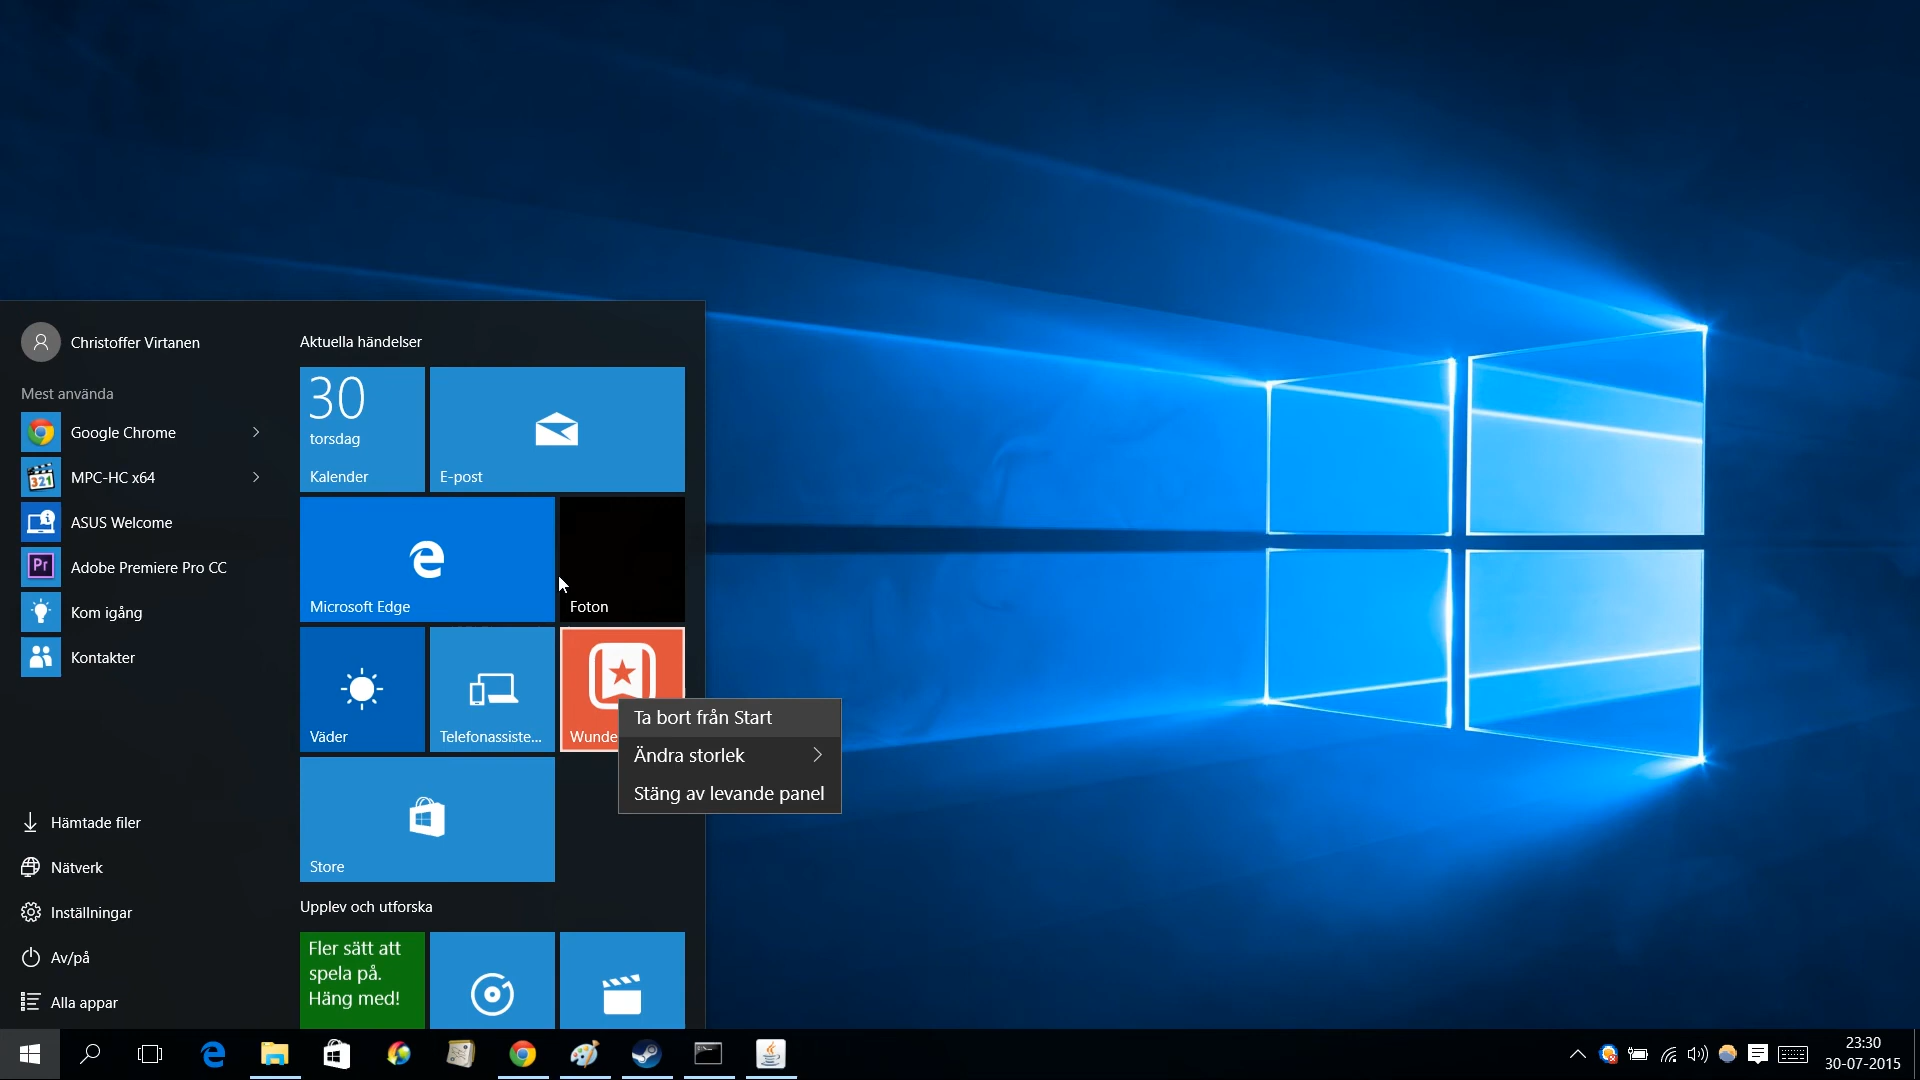 Christoffer Virtanen
Mest använda
Google Chrome
MPC-HC x64
ASUS Welcome
Adobe Premiere Pro CC
Kom igång
Kontakter
Hämtade filer
Nätverk
Inställningar
Av/på
Alla appar
Aktuella händelser
30
torsdag
Kalender
E-post
Microsoft Edge
Foton
Väder
Telefonassiste...
Wunde
Ta bort från Start
Ändra storlek
Stäng av levande panel
Store
Upplev och utforska
Fler sätt att
spela på.
Häng med!
321
Pr
23:30
30-07-2015